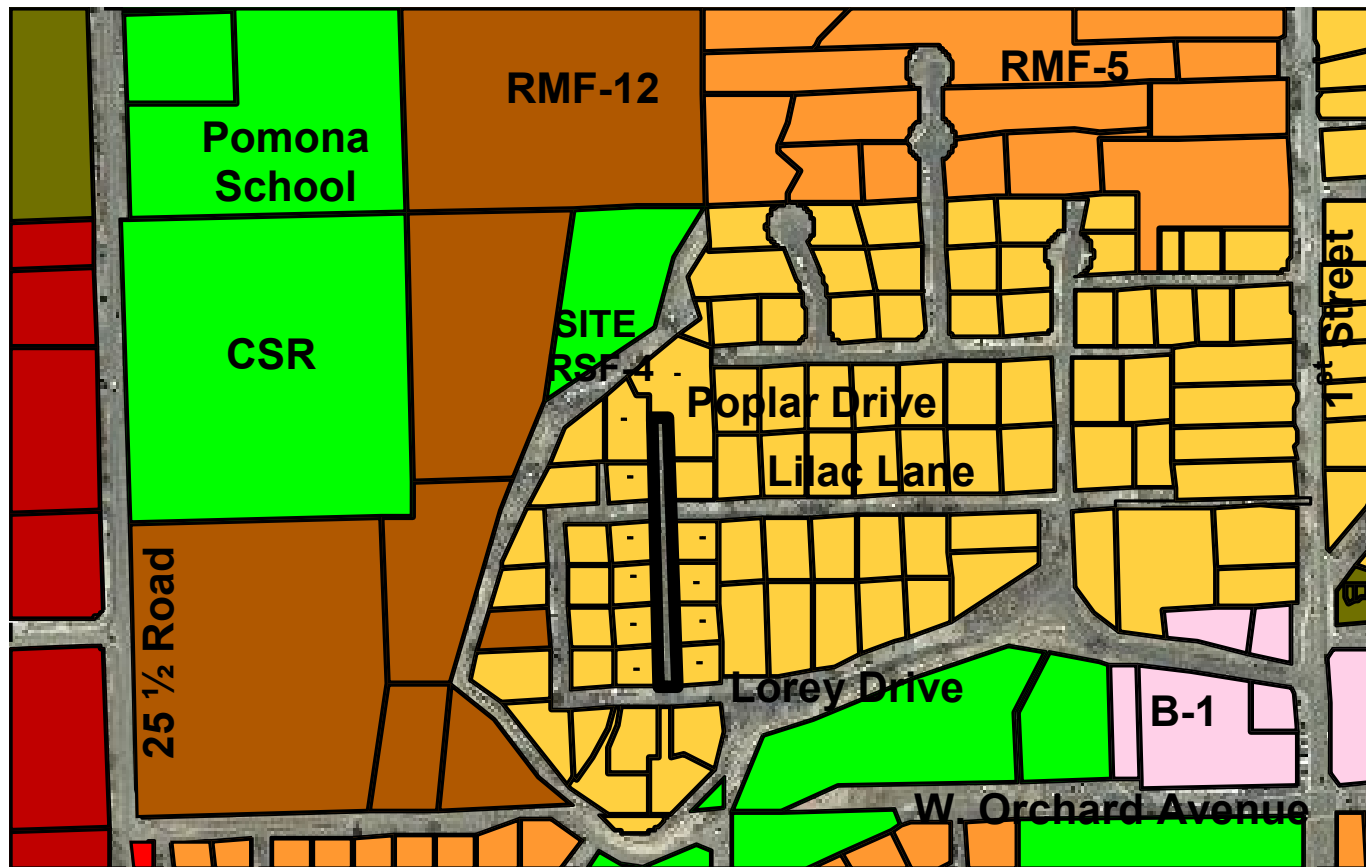 RMF-12
RMF-5
Pomona
School
1st Street
CSR
SITE
RSF-4
Poplar Drive
Lilac Lane
25 ½ Road
Lorey Drive
B-1
W. Orchard Avenue